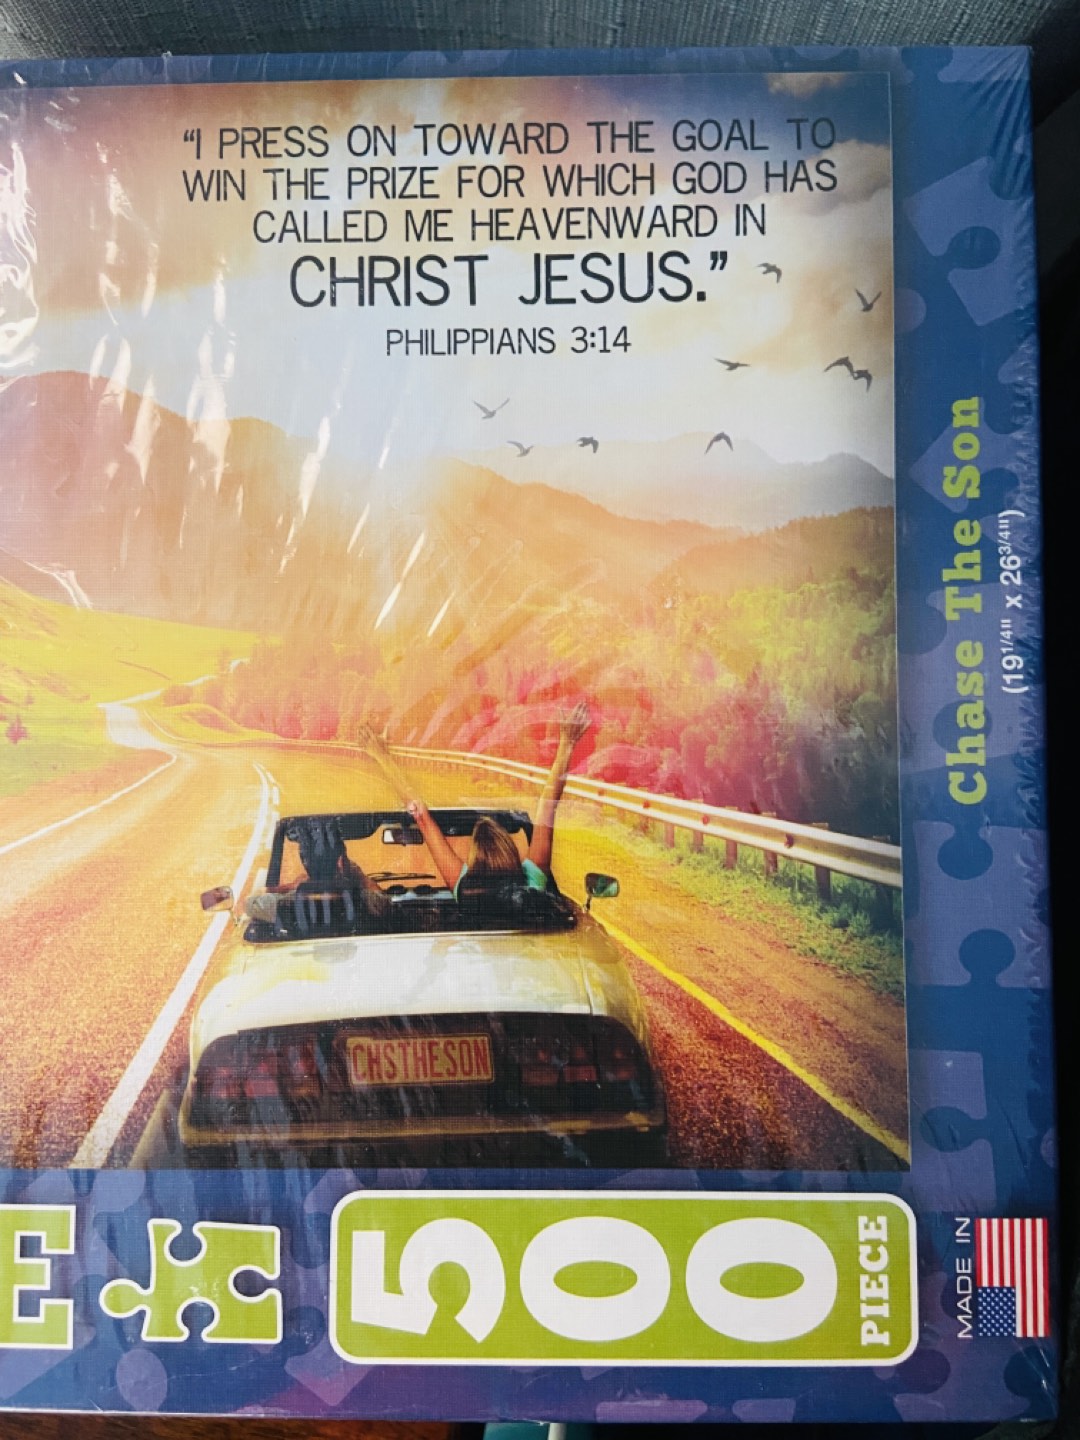 “I PRESS ON TOWARD THE GOAL TO
WIN THE PRIZE FOR WHICH GOD HAS
CALLED ME HEAVENWARD IN
CHRIST JESUS.”
PHILIPPIANS 3:14
CHSTHESON
Chase The Son
(19 1/4" x 26 3/4")
E
500
PIECE
MADE IN